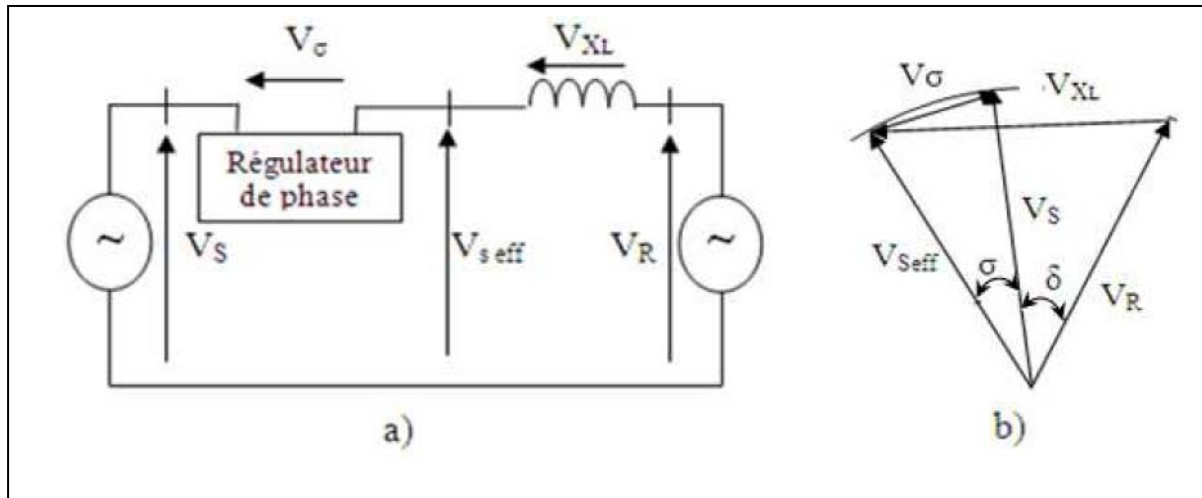 Vσ
VXL
Régulateur
de phase
~
VS
Vs eff
VR
~
a)
Vσ
VXL
VS
VSeff
σ
δ
VR
b)